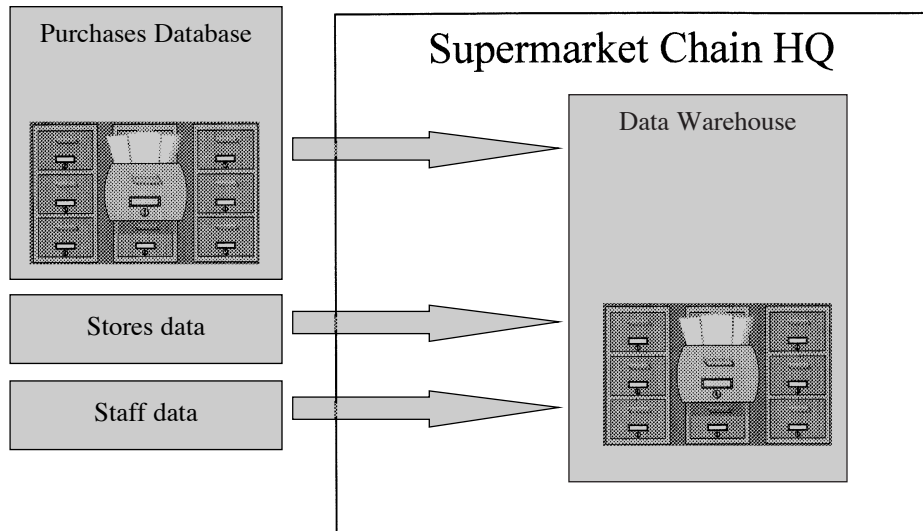 Purchases Database
Supermarket Chain HQ
Data Warehouse
Stores data
Staff data